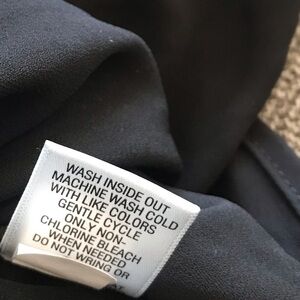 WASH INSIDE OUT
MACHINE WASH COLD
WITH LIKE COLORS
GENTLE CYCLE
ONLY NON-
CHLORINE BLEACH
WHEN NEEDED
DO NOT WRING OR